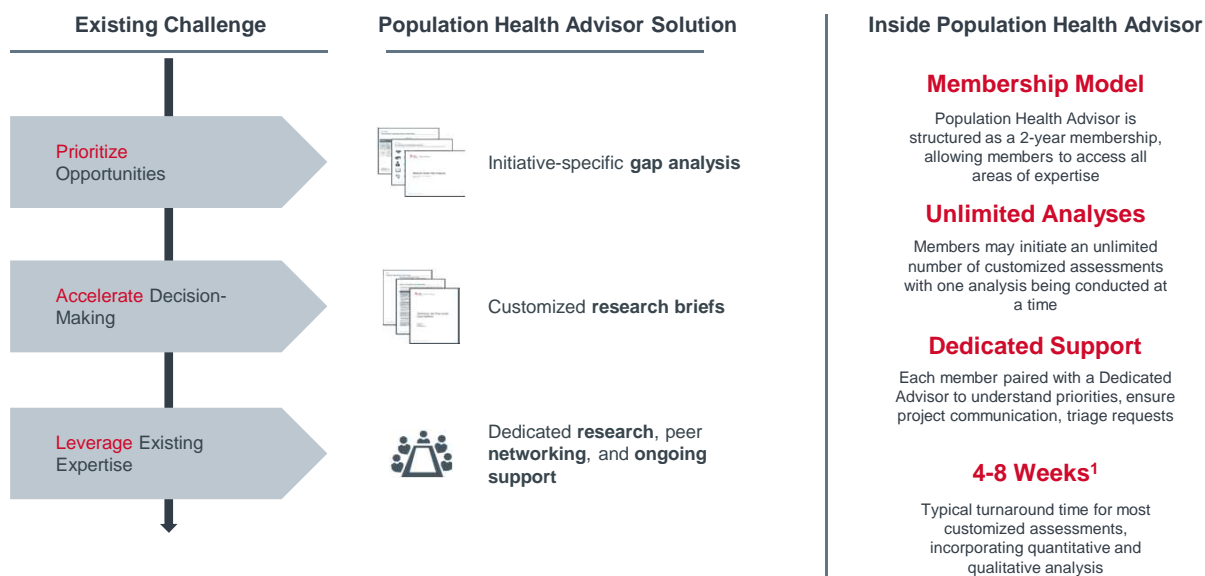 Existing Challenge
Population Health Advisor Solution
Inside Population Health Advisor
Prioritize
Opportunities
Initiative-specific gap analysis
Accelerate Decision-
Making
Customized research briefs
Leverage Existing
Expertise
Dedicated research, peer
networking, and ongoing
support
Membership Model
Population Health Advisor is
structured as a 2-year membership,
allowing members to access all
areas of expertise
Unlimited Analyses
Members may initiate an unlimited
number of customized assessments
with one analysis being conducted at
a time
Dedicated Support
Each member paired with a Dedicated
Advisor to understand priorities, ensure
project communication, triage requests
4-8 Weeks¹
Typical turnaround time for most
customized assessments,
incorporating quantitative and
qualitative analysis